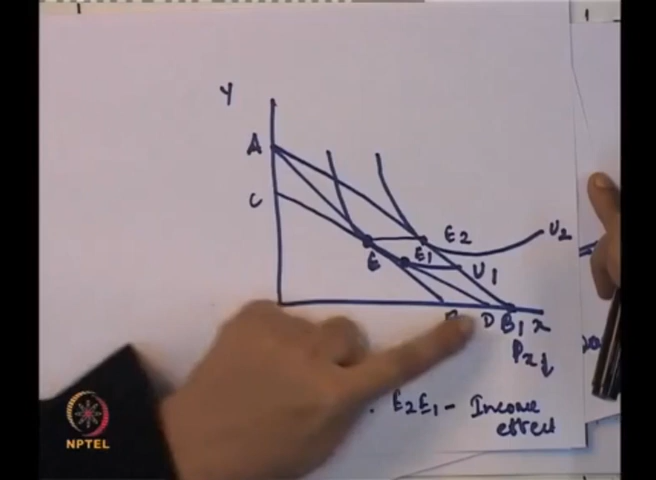 Y
A
C
E2
U2
E
E1
U1
D B1 x
Px↓
E2E1 - Income
effect
NPTEL